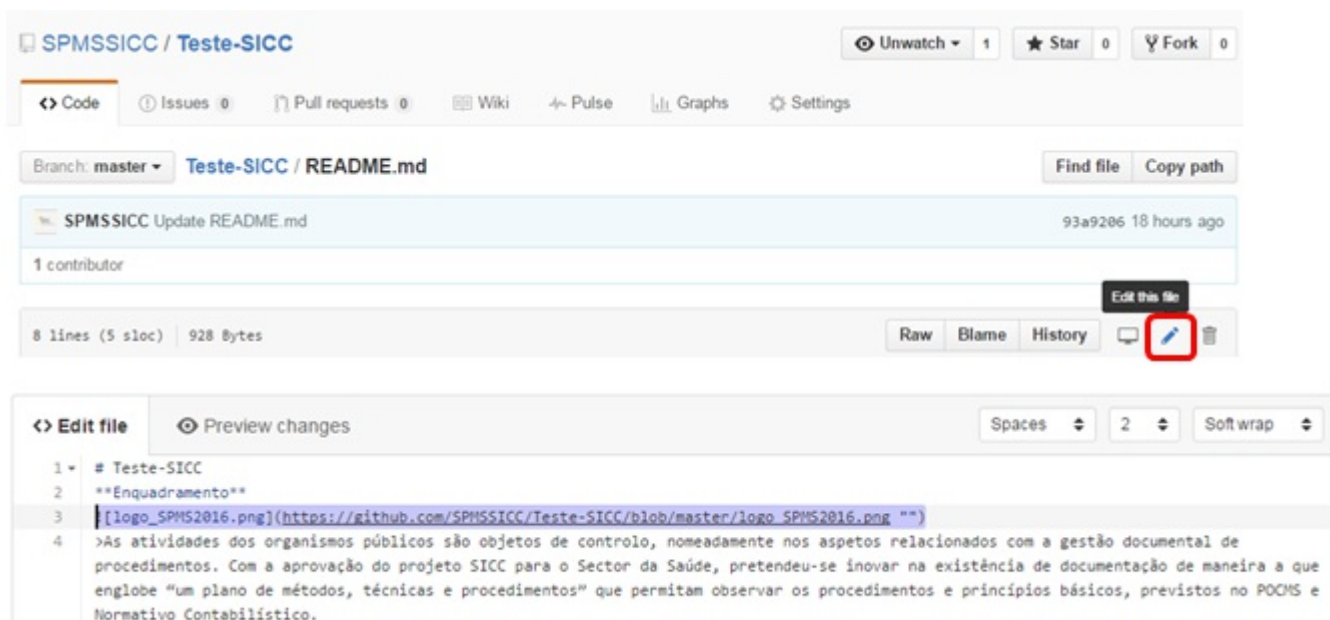 SPMSSICC / Teste-SICC
Unwatch 1 Star 0 Fork 0
<> Code Issues 0 Pull requests 0 Wiki Pulse Graphs Settings
Branch: master Teste-SICC / README.md
Find file Copy path
SPMSSICC Update README.md
93a9206 18 hours ago
1 contributor
Edit this file
8 lines (5 sloc) 928 Bytes
Raw Blame History
<> Edit file Preview changes
Spaces 2 Soft wrap
1 # Teste-SICC
2 **Enquadramento**
3 ![logo_SPMS2016.png](https://github.com/SPMSSICC/Teste-SICC/blob/master/logo_SPMS2016.png "")
4 >As atividades dos organismos públicos são objetos de controlo, nomeadamente nos aspetos relacionados com a gestão documental de
procedimentos. Com a aprovação do projeto SICC para o Sector da Saúde, pretendeu-se inovar na existência de documentação de maneira a que
englobe “um plano de métodos, técnicas e procedimentos” que permitam observar os procedimentos e princípios básicos, previstos no POCMS e
Normativo Contabilístico.